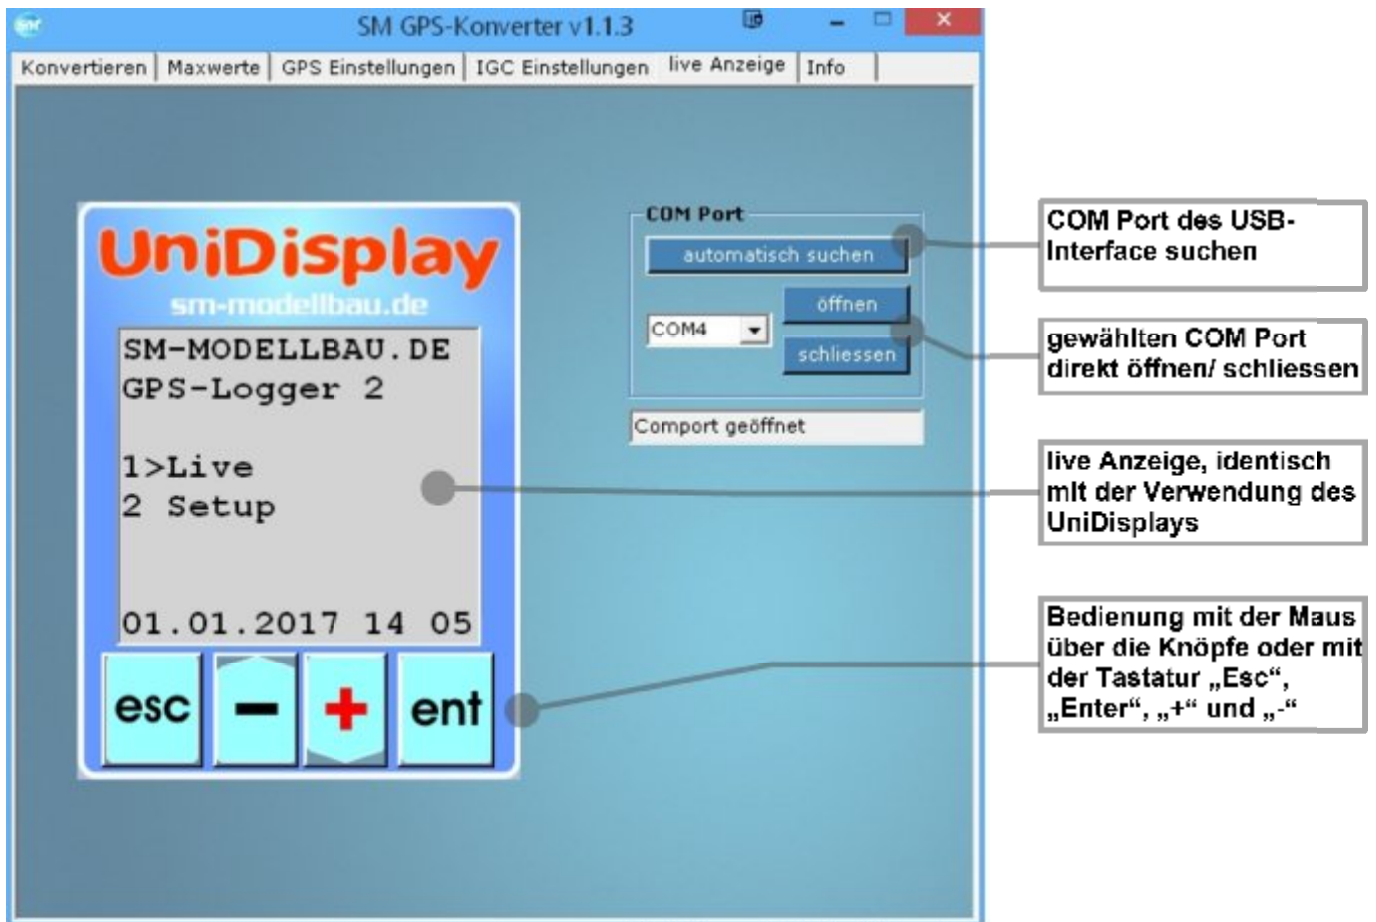 SM GPS-Konverter v1.1.3
Konvertieren Maxwerte GPS Einstellungen IGC Einstellungen live Anzeige Info
UniDisplay
sm-modellbau.de
SM-MODELLBAU.DE
GPS-Logger 2
1>Live
2 Setup
01.01.2017 14 05
esc - + ent
COM Port
automatisch suchen
öffnen
COM4
schliessen
Comport geöffnet
COM Port des USB-
Interface suchen
gewählten COM Port
direkt öffnen/ schliessen
live Anzeige, identisch
mit der Verwendung des
UniDisplays
Bedienung mit der Maus
über die Knöpfe oder mit
der Tastatur „Esc“,
„Enter“, „+“ und „-“